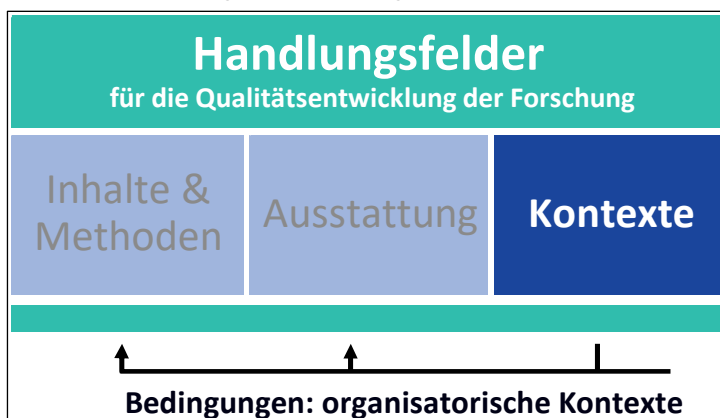 Handlungsfelder
für die Qualitätsentwicklung der Forschung
Inhalte &
Methoden
Ausstattung
Kontexte
Bedingungen: organisatorische Kontexte